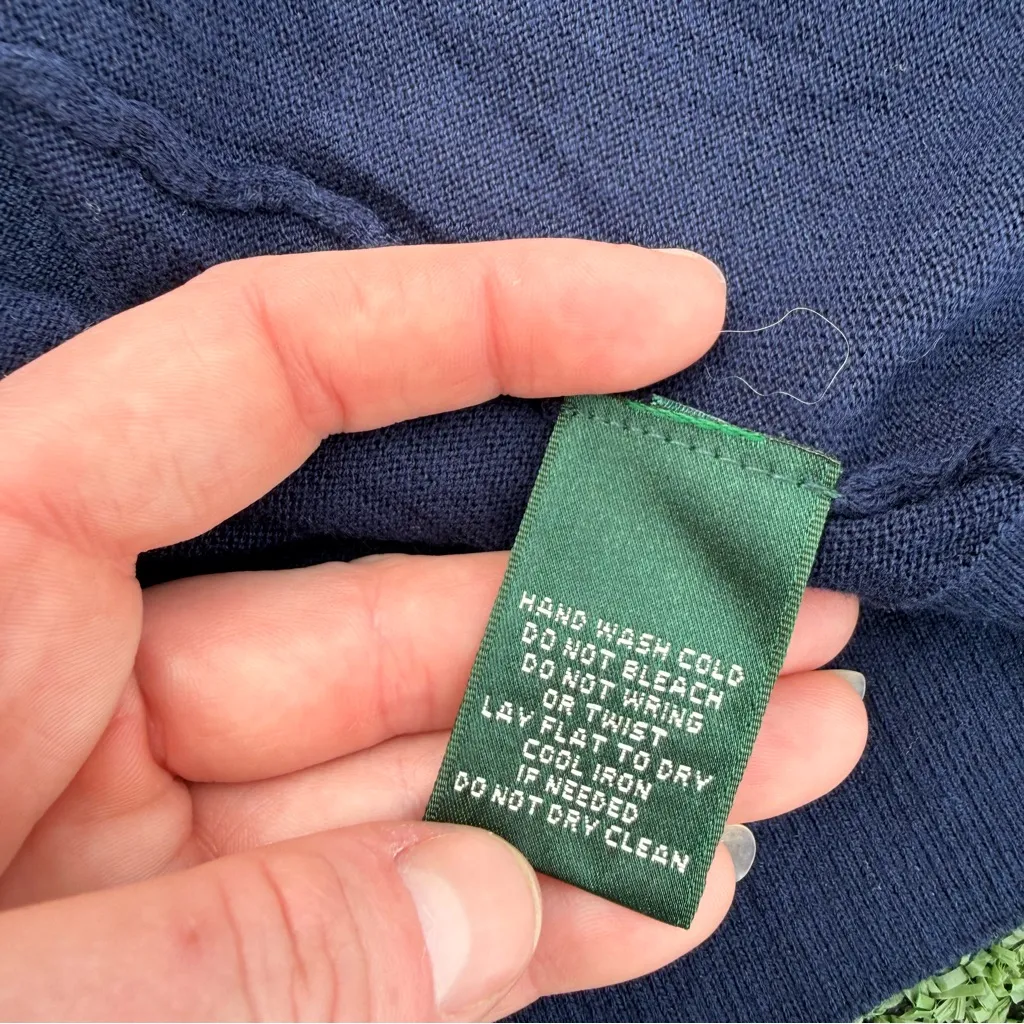 HAND WASH COLD
DO NOT BLEACH
DO NOT WRING
OR TWIST
LAY FLAT TO DRY
COOL IRON
IF NEEDED
DO NOT DRY CLEAN